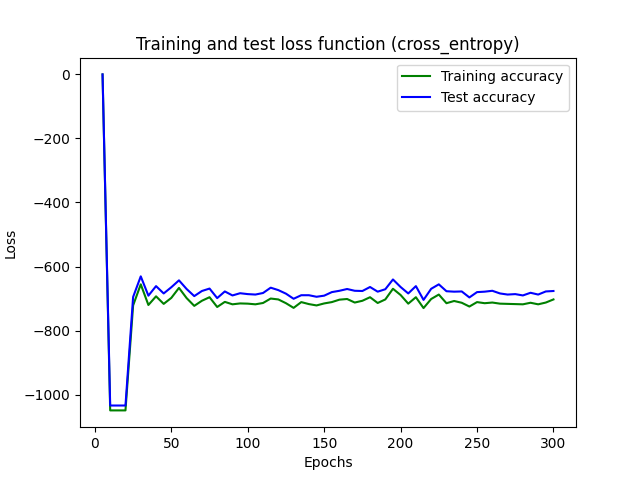 Training and test loss function (cross_entropy)
Training accuracy
Test accuracy
0
−200
−400
−600
−800
−1000
Loss
0
50
100
150
200
250
300
Epochs